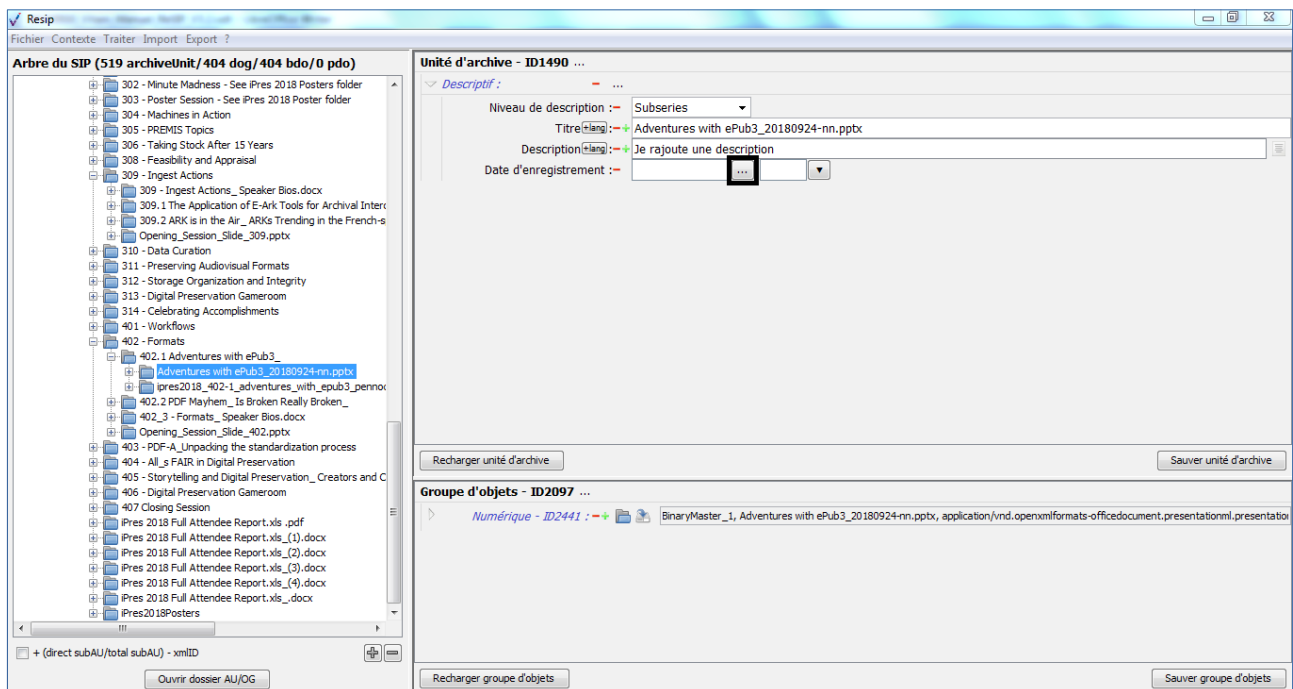 Resip
Fichier Contexte Traiter Import Export ?
Arbre du SIP (519 archiveUnit/404 dog/404 bdo/0 pdo)
302 - Minute Madness - See iPres 2018 Posters folder
303 - Poster Session - See iPres 2018 Poster folder
304 - Machines in Action
305 - PREMIS Topics
306 - Taking Stock After 15 Years
308 - Feasibility and Appraisal
309 - Ingest Actions
309 - Ingest Actions_ Speaker Bios.docx
309.1 The Application of E-Ark Tools for Archival Interc
309.2 ARK is in the Air_ ARKs Trending in the French-s
Opening_Session_Slide_309.pptx
310 - Data Curation
311 - Preserving Audiovisual Formats
312 - Storage Organization and Integrity
313 - Digital Preservation Gameroom
314 - Celebrating Accomplishments
401 - Workflows
402 - Formats
402.1 Adventures with ePub3_
Adventures with ePub3_20180924-nn.pptx
ipres2018_402-1_adventures_with_epub3_pennoc
402.2 PDF Mayhem_ Is Broken Really Broken_
402_3 - Formats_ Speaker Bios.docx
Opening_Session_Slide_402.pptx
403 - PDF-A_Unpacking the standardization process
404 - All_s FAIR in Digital Preservation
405 - Storytelling and Digital Preservation_ Creators and C
406 - Digital Preservation Gameroom
407 Closing Session
iPres 2018 Full Attendee Report.xls .pdf
iPres 2018 Full Attendee Report.xls_(1).docx
iPres 2018 Full Attendee Report.xls_(2).docx
iPres 2018 Full Attendee Report.xls_(3).docx
iPres 2018 Full Attendee Report.xls_(4).docx
iPres 2018 Full Attendee Report.xls_.docx
iPres2018Posters
+ (direct subAU/total subAU) - xmlID
Ouvrir dossier AU/OG
Unité d'archive - ID1490 ...
Descriptif : - ...
Niveau de description :- Subseries
Titre +lang :-+ Adventures with ePub3_20180924-nn.pptx
Description +lang :-+ Je rajoute une description
Date d'enregistrement :- ...
Recharger unité d'archive Sauver unité d'archive
Groupe d'objets - ID2097 ...
Numérique - ID2441 : -+ BinaryMaster_1, Adventures with ePub3_20180924-nn.pptx, application/vnd.openxmlformats-officedocument.presentationml.presentation
Recharger groupe d'objets Sauver groupe d'objets